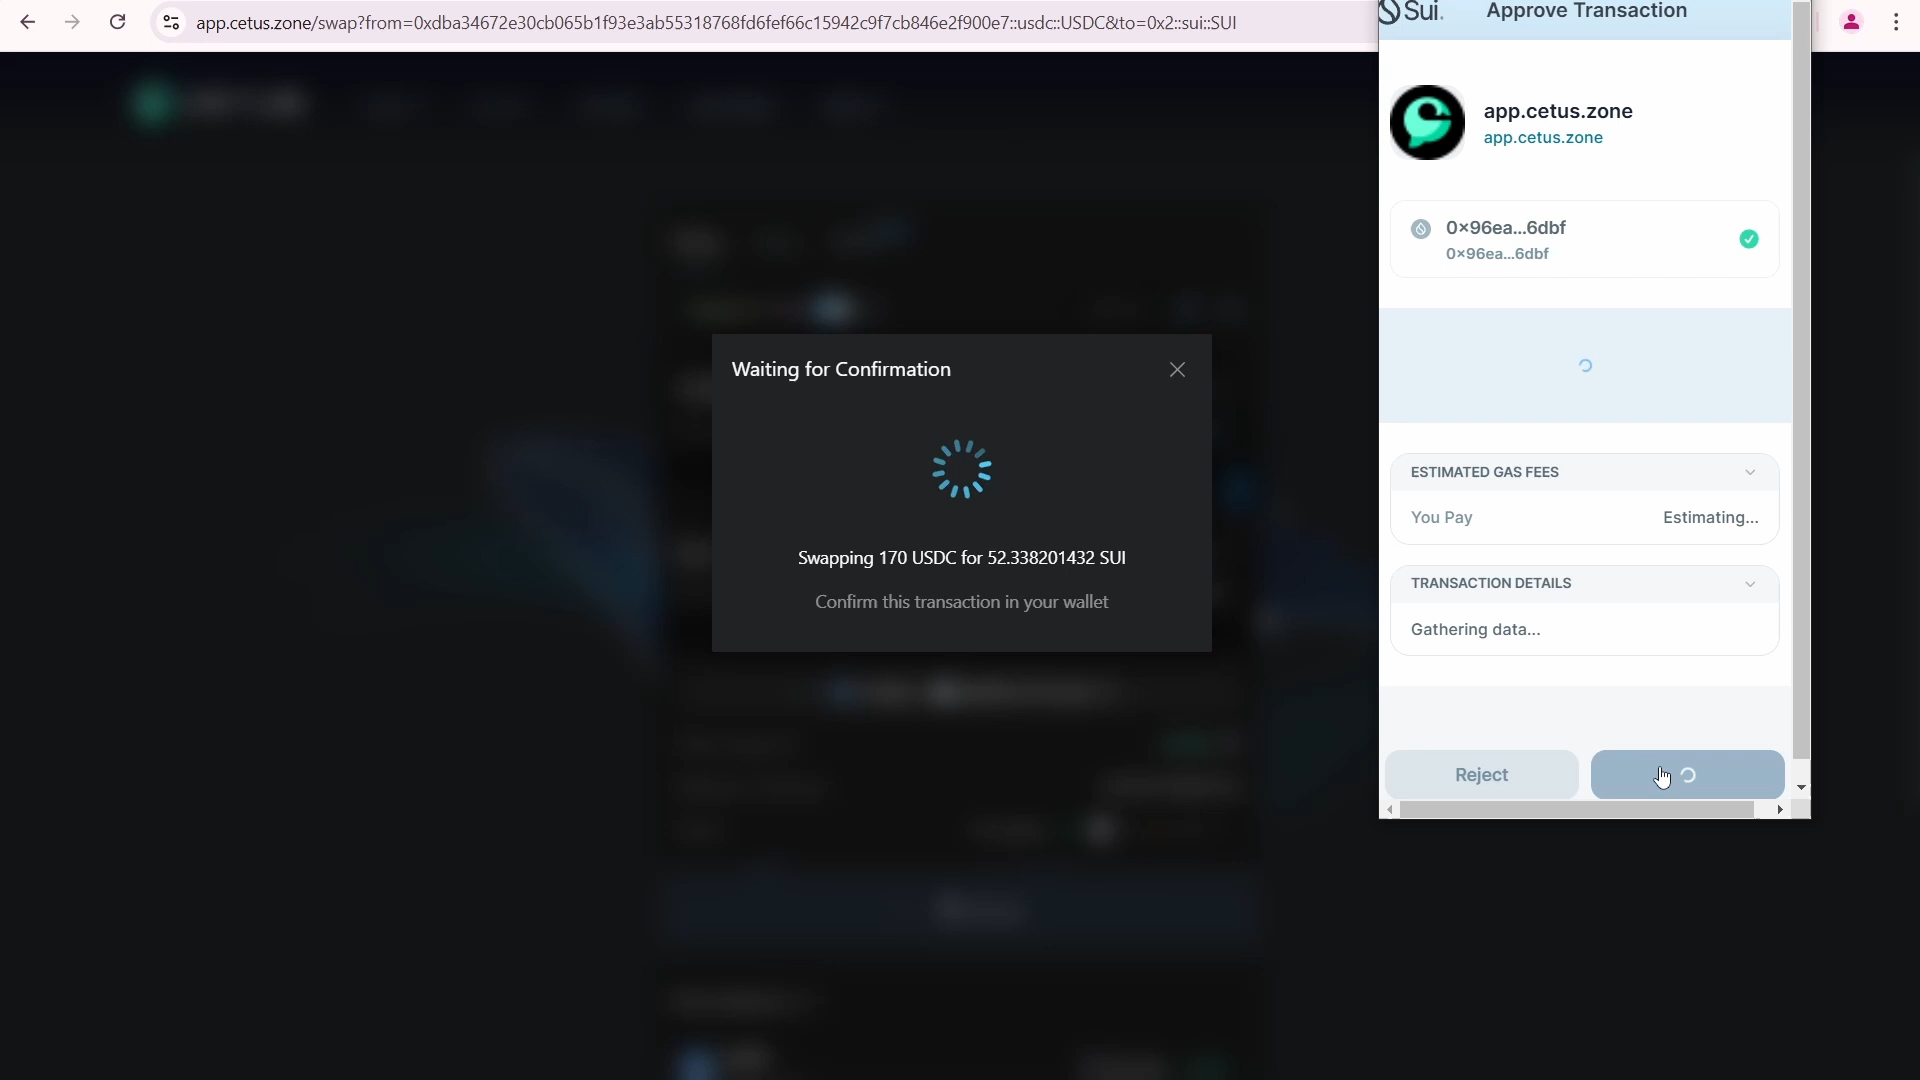 app.cetus.zone/swap?from=0xdba34672e30cb065b1f93e3ab55318768fd6fef66c15942c9f7cb846e2f900e7::usdc::USDC&to=0x2::sui::SUI
Sui.
Approve Transaction
app.cetus.zone
app.cetus.zone
0×96ea...6dbf
0×96ea...6dbf
ESTIMATED GAS FEES
You Pay
Estimating...
TRANSACTION DETAILS
Gathering data...
Reject
Waiting for Confirmation
Swapping 170 USDC for 52.338201432 SUI
Confirm this transaction in your wallet